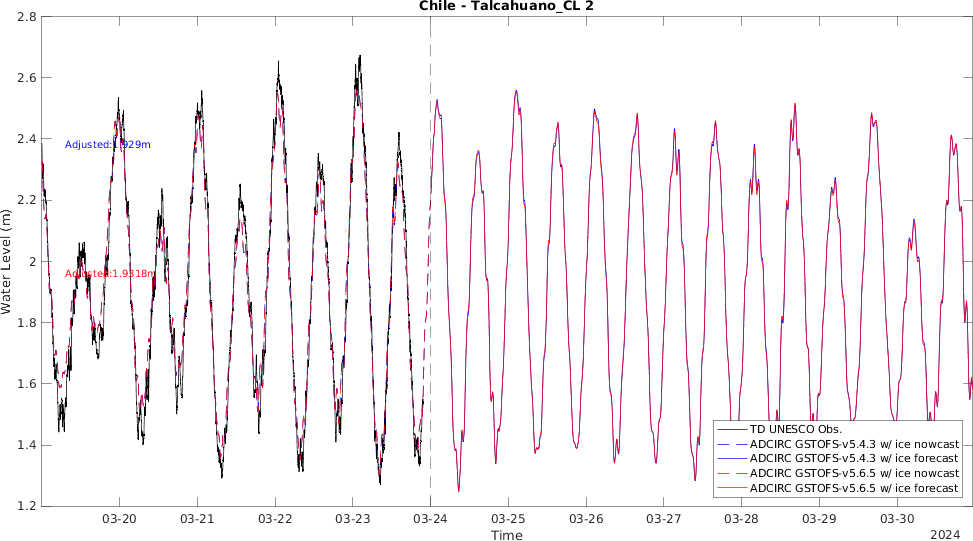 Chile - Talcahuano_CL 2
2.8
2.6
2.4
2.2
2
1.8
1.6
1.4
1.2
Water Level (m)
Adjusted:1.929m
Adjusted:1.9318m
TD UNESCO Obs.
ADCIRC GSTOFS-v5.4.3 w/ ice nowcast
ADCIRC GSTOFS-v5.4.3 w/ ice forecast
ADCIRC GSTOFS-v5.6.5 w/ ice nowcast
ADCIRC GSTOFS-v5.6.5 w/ ice forecast
03-20 03-21 03-22 03-23 03-24 03-25 03-26 03-27 03-28 03-29 03-30
Time
2024